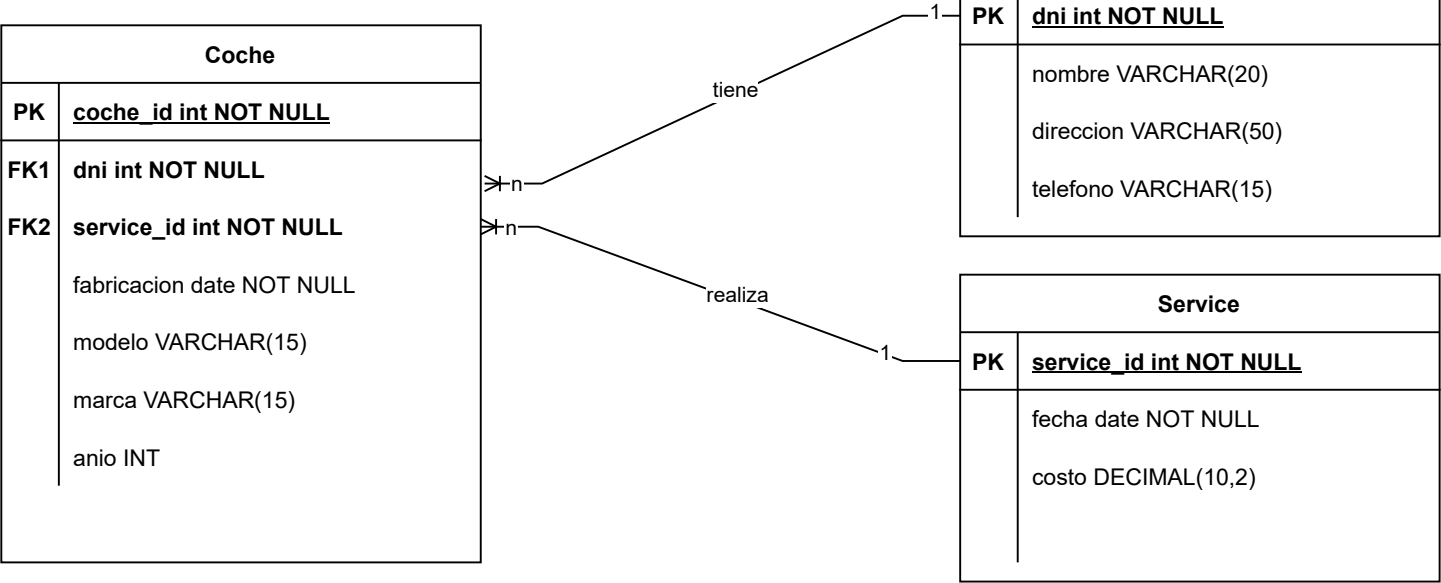 Coche
PK coche_id int NOT NULL
FK1 dni int NOT NULL
FK2 service_id int NOT NULL
fabricacion date NOT NULL
modelo VARCHAR(15)
marca VARCHAR(15)
anio INT
n
tiene
1
n
realiza
1
PK dni int NOT NULL
nombre VARCHAR(20)
direccion VARCHAR(50)
telefono VARCHAR(15)
Service
PK service_id int NOT NULL
fecha date NOT NULL
costo DECIMAL(10,2)